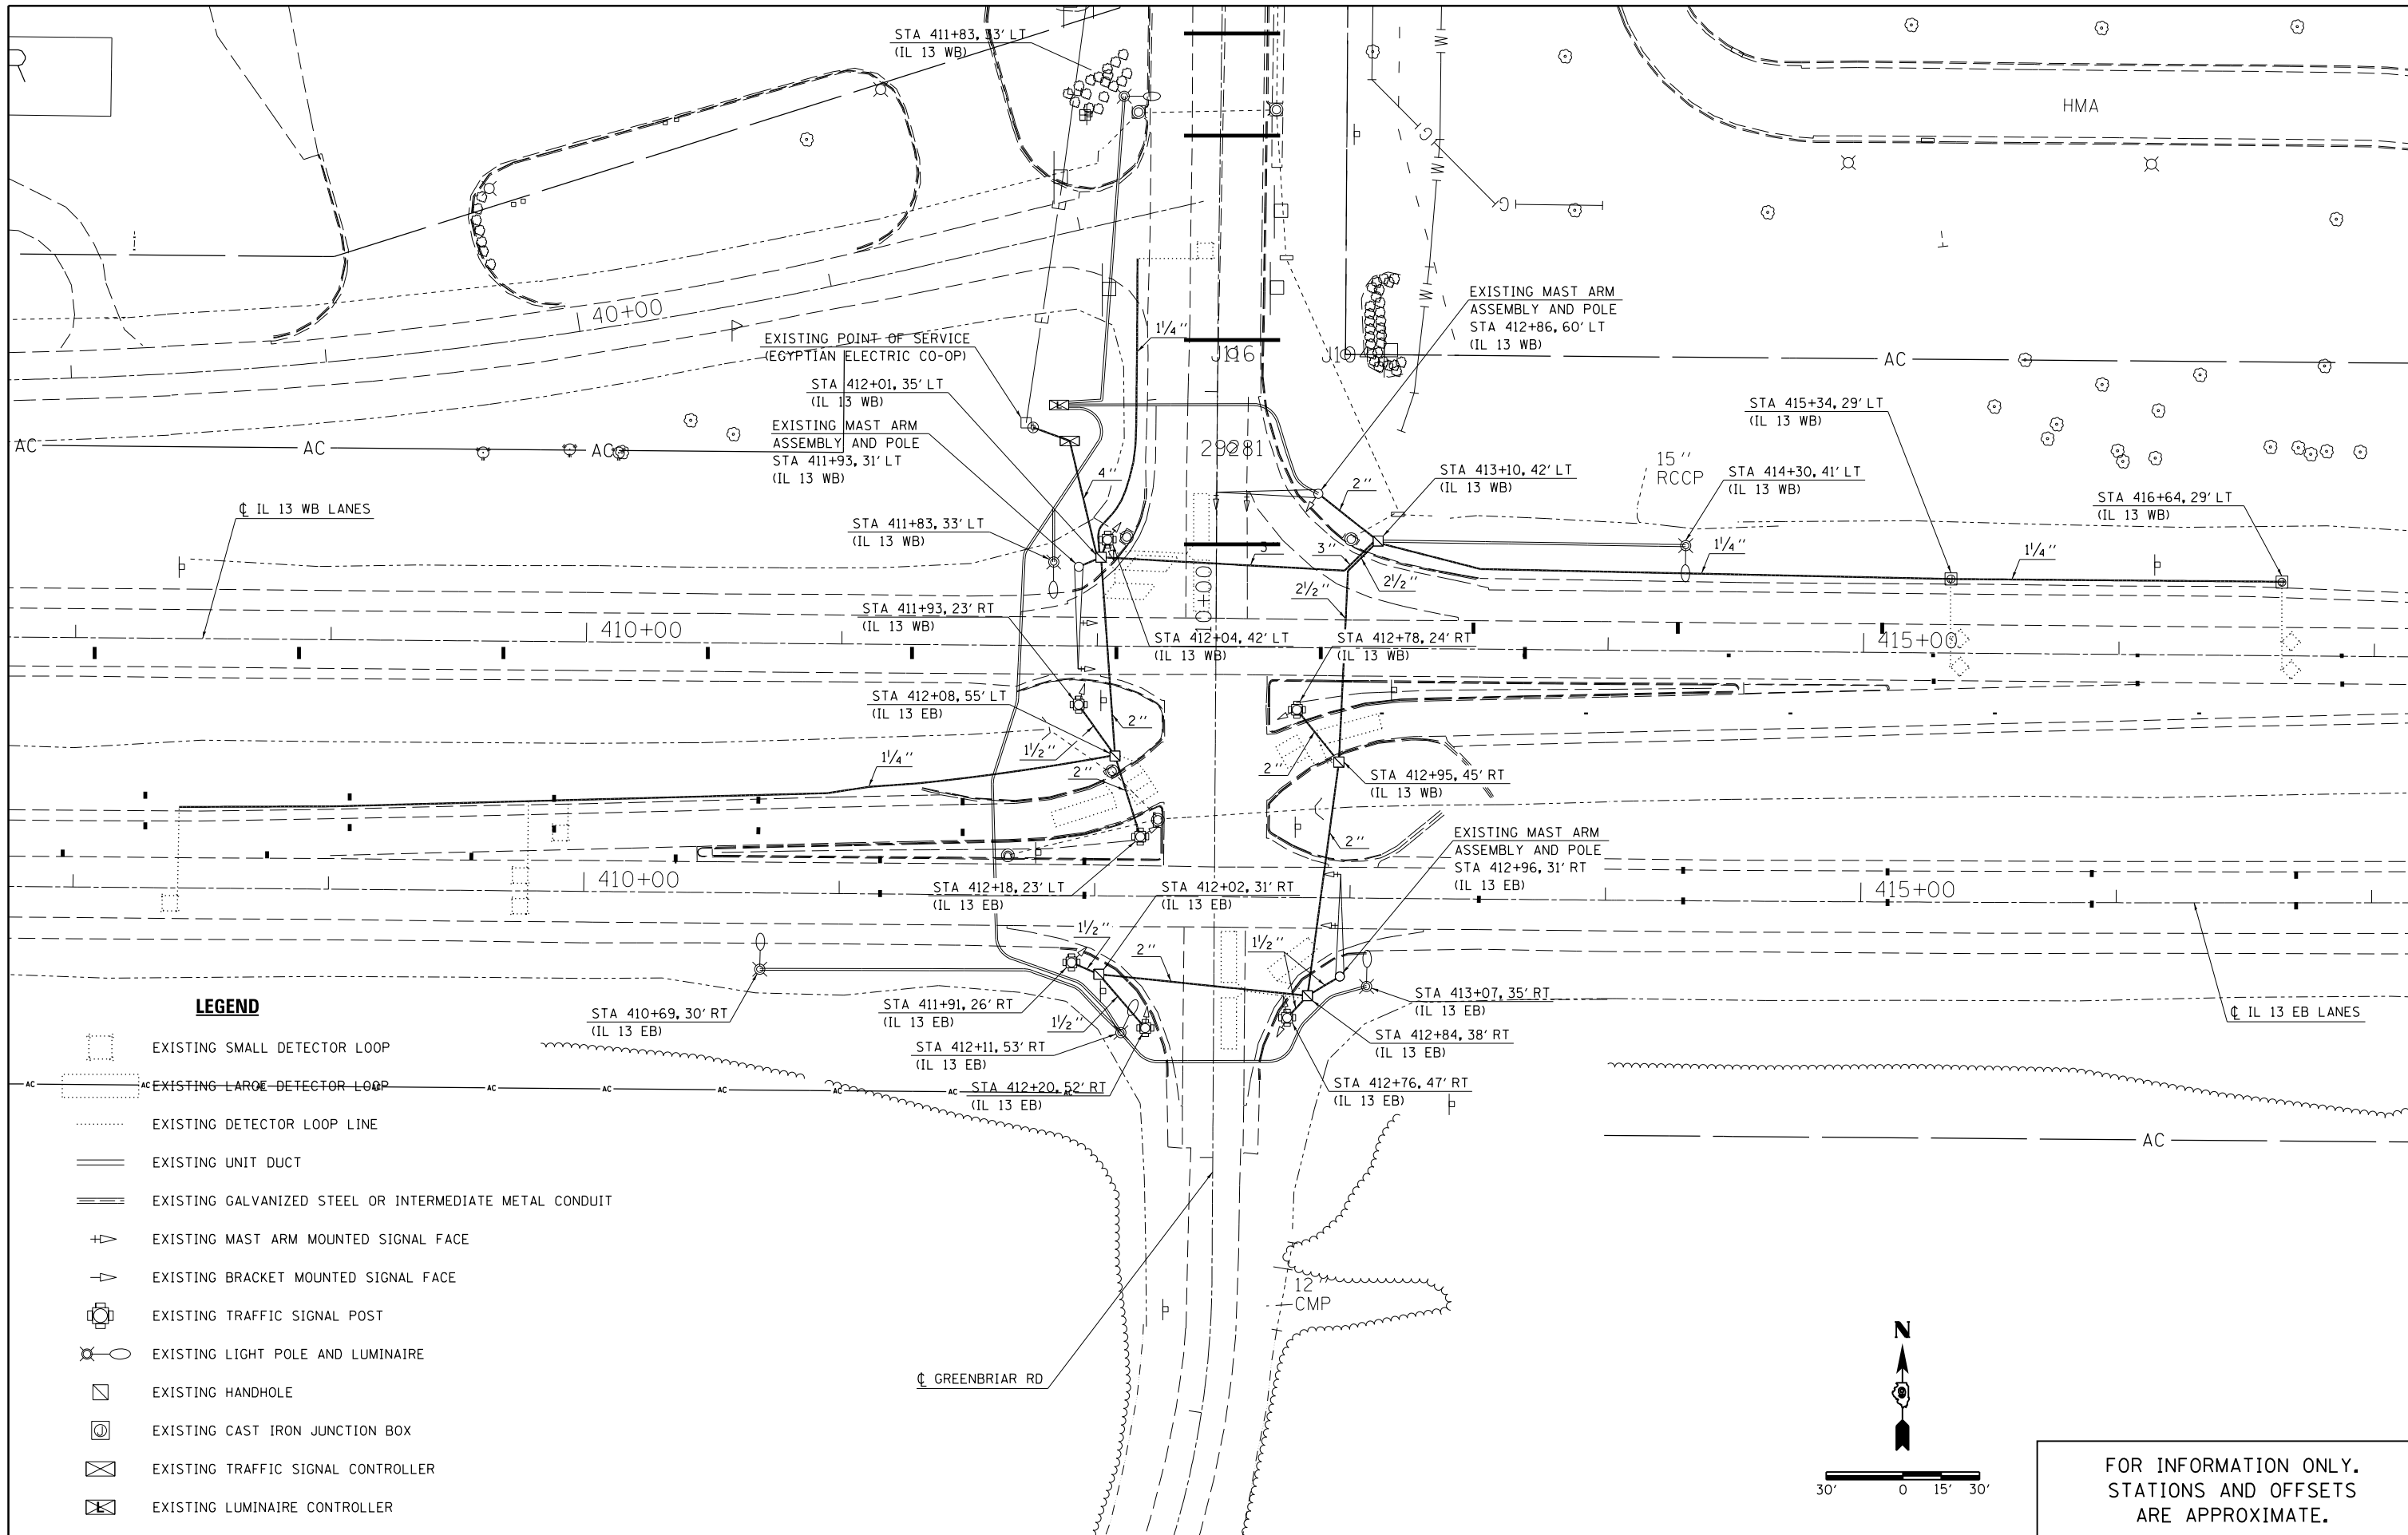 STA 411+83, 33' LT
(IL 13 WB)
HMA
W
W
G
G
W
W
40+00
EXISTING MAST ARM
ASSEMBLY AND POLE
STA 412+86, 60' LT
(IL 13 WB)
EXISTING POINT OF SERVICE
(EGYPTIAN ELECTRIC CO-OP)
1¼"
J116
AC
STA 412+01, 35' LT
(IL 13 WB)
STA 415+34, 29' LT
(IL 13 WB)
EXISTING MAST ARM
ASSEMBLY AND POLE
STA 411+93, 31' LT
(IL 13 WB)
AC
AC
AC
29281
4"
15"
RCCP
STA 413+10, 42' LT
(IL 13 WB)
STA 414+30, 41' LT
(IL 13 WB)
2"
STA 416+64, 29' LT
(IL 13 WB)
℄ IL 13 WB LANES
STA 411+83, 33' LT
(IL 13 WB)
3"
1¼"
1¼"
2½"
2½"
0+00
STA 411+93, 23' RT
(IL 13 WB)
410+00
STA 412+04, 42' LT
(IL 13 WB)
STA 412+78, 24' RT
(IL 13 WB)
415+00
STA 412+08, 55' LT
(IL 13 EB)
2"
1½"
1¼"
2"
2"
STA 412+95, 45' RT
(IL 13 WB)
2"
EXISTING MAST ARM
ASSEMBLY AND POLE
STA 412+96, 31' RT
(IL 13 EB)
410+00
STA 412+18, 23' LT
(IL 13 EB)
STA 412+02, 31' RT
(IL 13 EB)
415+00
1½"
2"
1½"
LEGEND
STA 410+69, 30' RT
(IL 13 EB)
STA 411+91, 26' RT
(IL 13 EB)
1½"
STA 413+07, 35' RT
(IL 13 EB)
℄ IL 13 EB LANES
STA 412+11, 53' RT
(IL 13 EB)
STA 412+84, 38' RT
(IL 13 EB)
EXISTING SMALL DETECTOR LOOP
AC AC AC AC AC AC AC AC AC AC
EXISTING LARGE DETECTOR LOOP
STA 412+20, 52' RT
(IL 13 EB)
STA 412+76, 47' RT
(IL 13 EB)
EXISTING DETECTOR LOOP LINE
AC
EXISTING UNIT DUCT
EXISTING GALVANIZED STEEL OR INTERMEDIATE METAL CONDUIT
EXISTING MAST ARM MOUNTED SIGNAL FACE
EXISTING BRACKET MOUNTED SIGNAL FACE
12"
CMP
EXISTING TRAFFIC SIGNAL POST
EXISTING LIGHT POLE AND LUMINAIRE
℄ GREENBRIAR RD
EXISTING HANDHOLE
J
EXISTING CAST IRON JUNCTION BOX
EXISTING TRAFFIC SIGNAL CONTROLLER
L
EXISTING LUMINAIRE CONTROLLER
N
30' 0 15' 30'
FOR INFORMATION ONLY.
STATIONS AND OFFSETS
ARE APPROXIMATE.